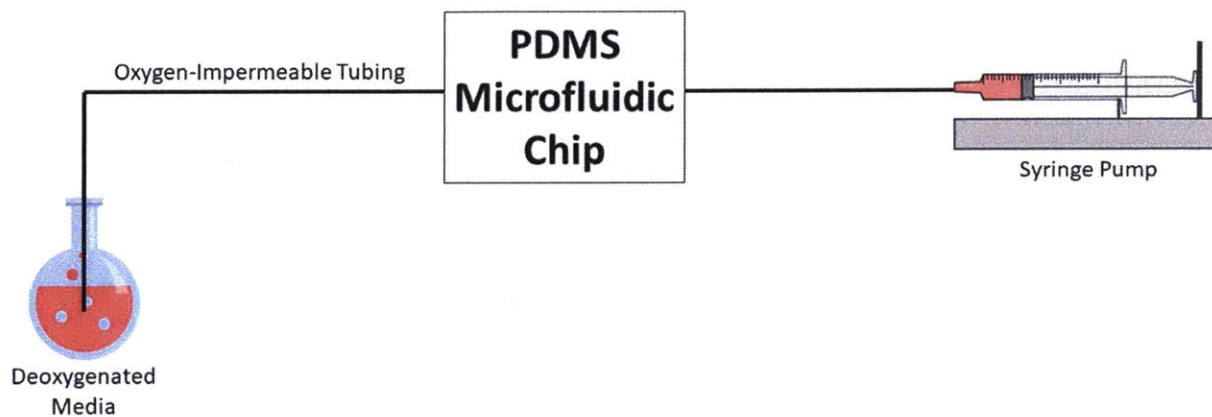 Oxygen-Impermeable Tubing
PDMS
Microfluidic
Chip
Syringe Pump
Deoxygenated
Media